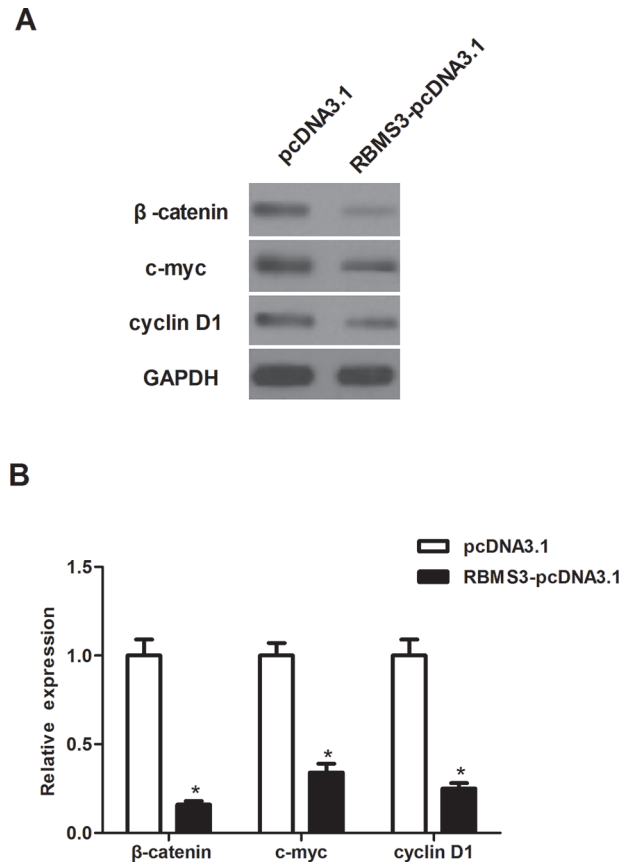 A
pcDNA3.1
RBMS3-pcDNA3.1
β -catenin
c-myc
cyclin D1
GAPDH
B
pcDNA3.1
RBMS3-pcDNA3.1
Relative expression
1.5
1.0
0.5
0.0
*
*
*
β-catenin
c-myc
cyclin D1